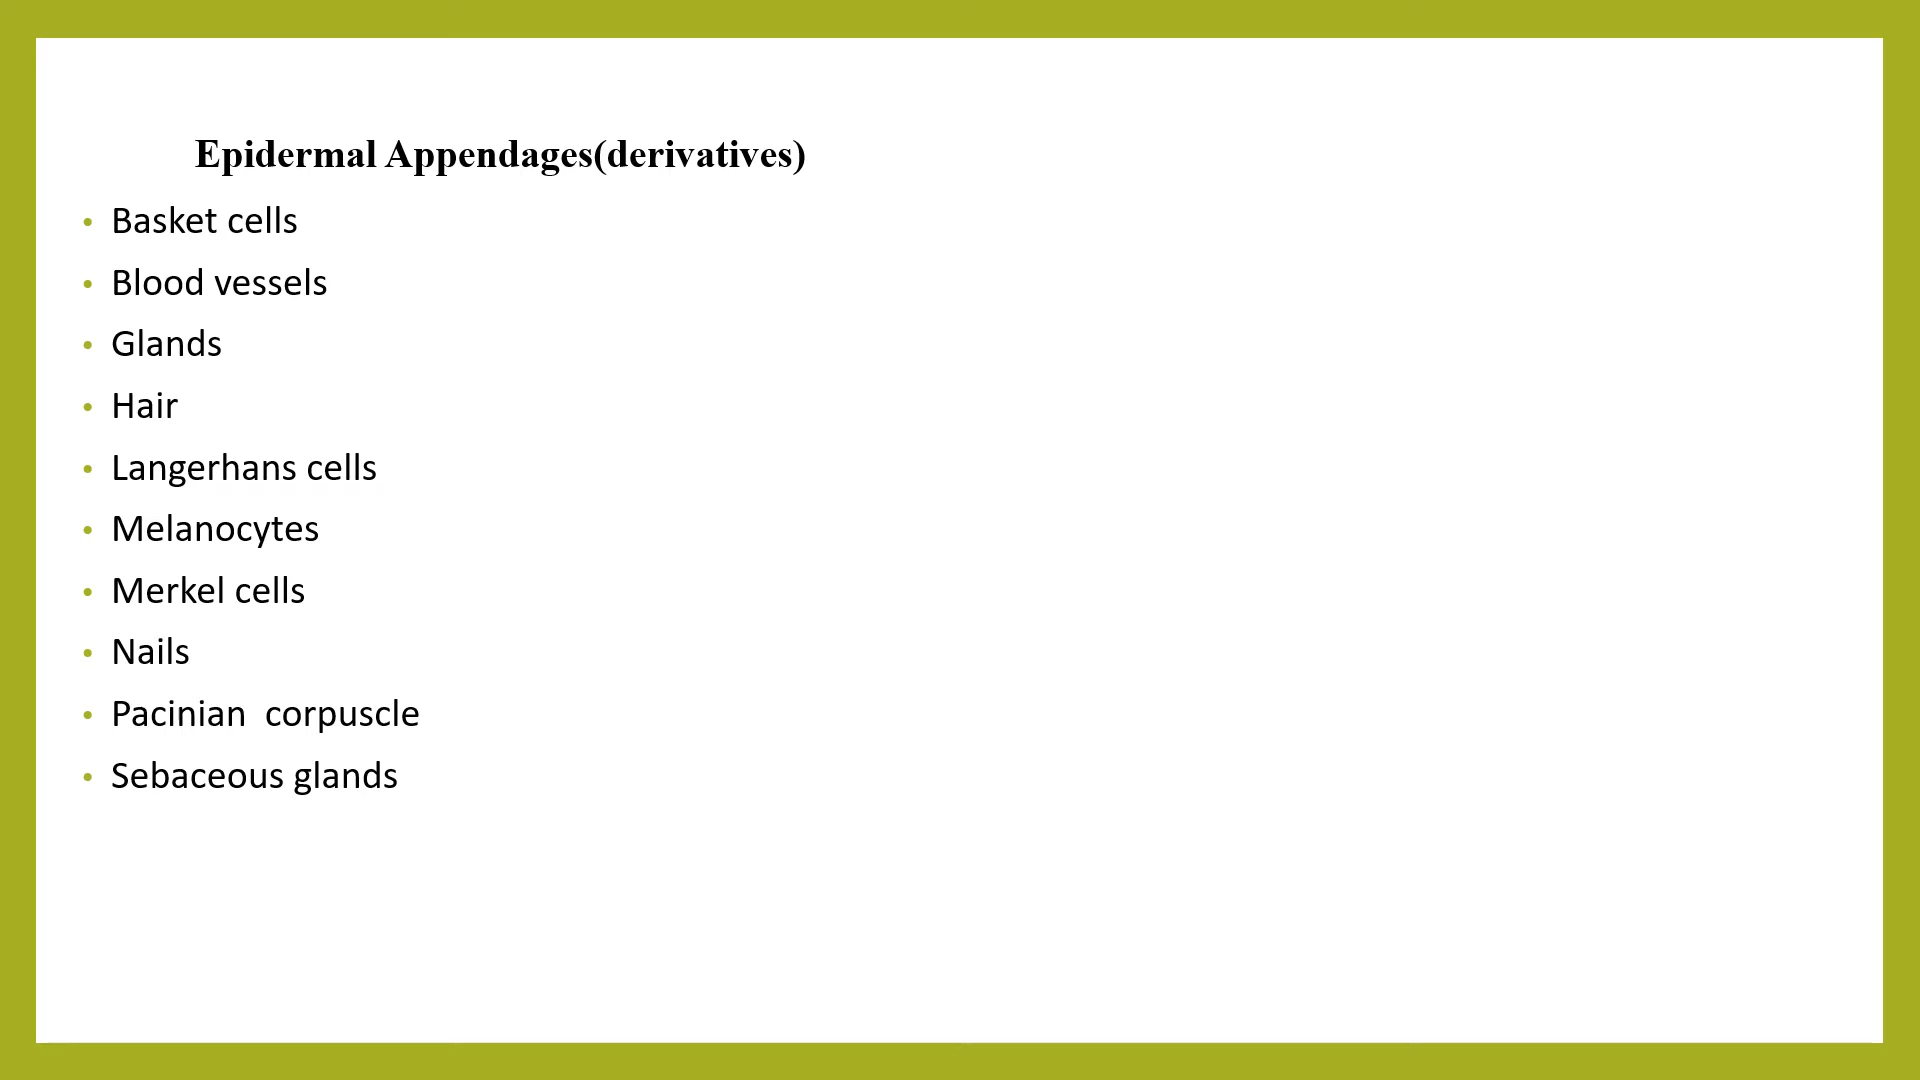 Epidermal Appendages(derivatives)
• Basket cells
• Blood vessels
• Glands
• Hair
• Langerhans cells
• Melanocytes
• Merkel cells
• Nails
• Pacinian  corpuscle
• Sebaceous glands